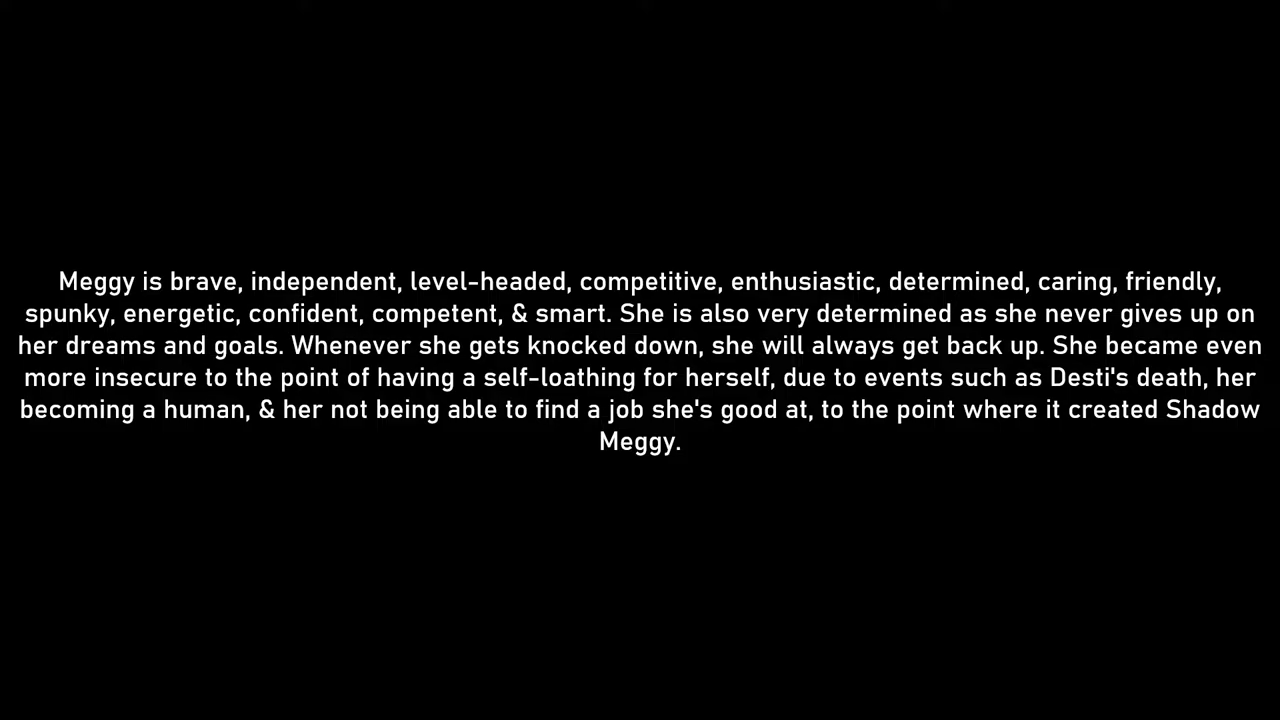 Meggy is brave, independent, level-headed, competitive, enthusiastic, determined, caring, friendly,
spunky, energetic, confident, competent, & smart. She is also very determined as she never gives up on
her dreams and goals. Whenever she gets knocked down, she will always get back up. She became even
more insecure to the point of having a self-loathing for herself, due to events such as Desti's death, her
becoming a human, & her not being able to find a job she's good at, to the point where it created Shadow
Meggy.